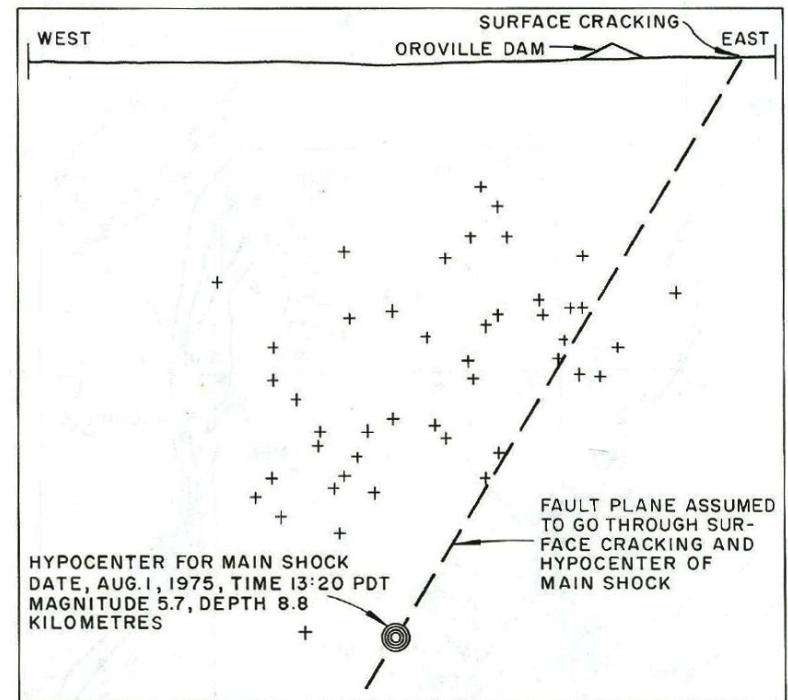 SURFACE CRACKING
WEST
OROVILLE DAM
EAST
FAULT PLANE ASSUMED
TO GO THROUGH SUR-
FACE CRACKING AND
HYPOCENTER OF
MAIN SHOCK
HYPOCENTER FOR MAIN SHOCK
DATE, AUG. 1, 1975, TIME 13:20 PDT
MAGNITUDE 5.7, DEPTH 8.8
KILOMETRES